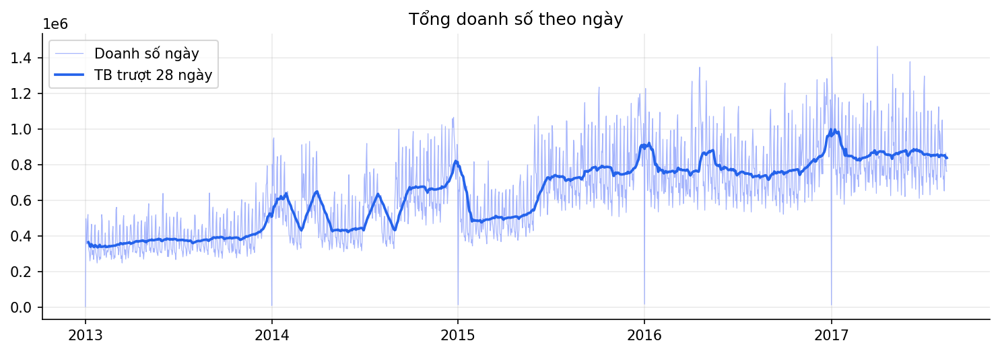 Tổng doanh số theo ngày
1e6
Doanh số ngày
TB trượt 28 ngày
1.4
1.2
1.0
0.8
0.6
0.4
0.2
0.0
2013 2014 2015 2016 2017